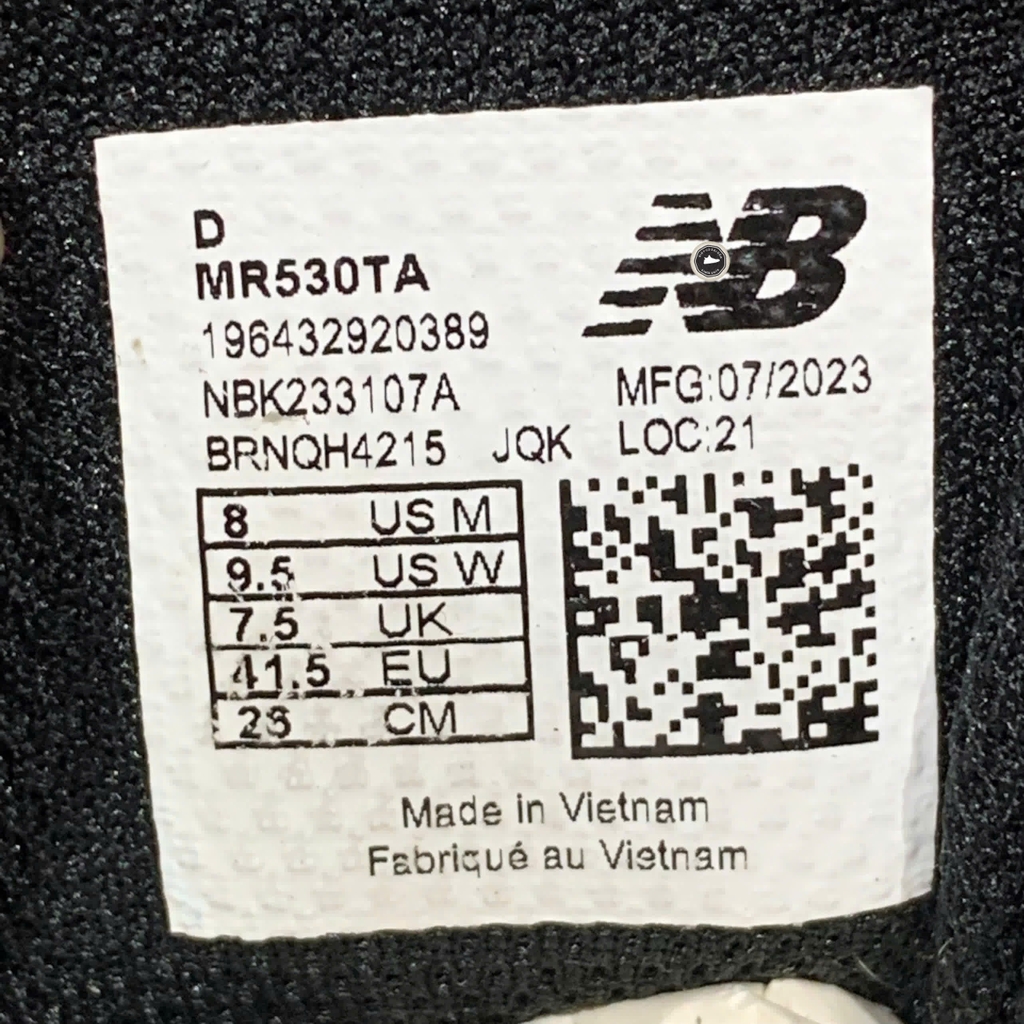 D
MR530TA
196432920389
NBK233107A
BRNQH4215 JQK
NB
MFG:07/2023
LOC:21
8 US M
9.5 US W
7.5 UK
41.5 EU
26 CM
Made in Vietnam
Fabriqué au Vietnam